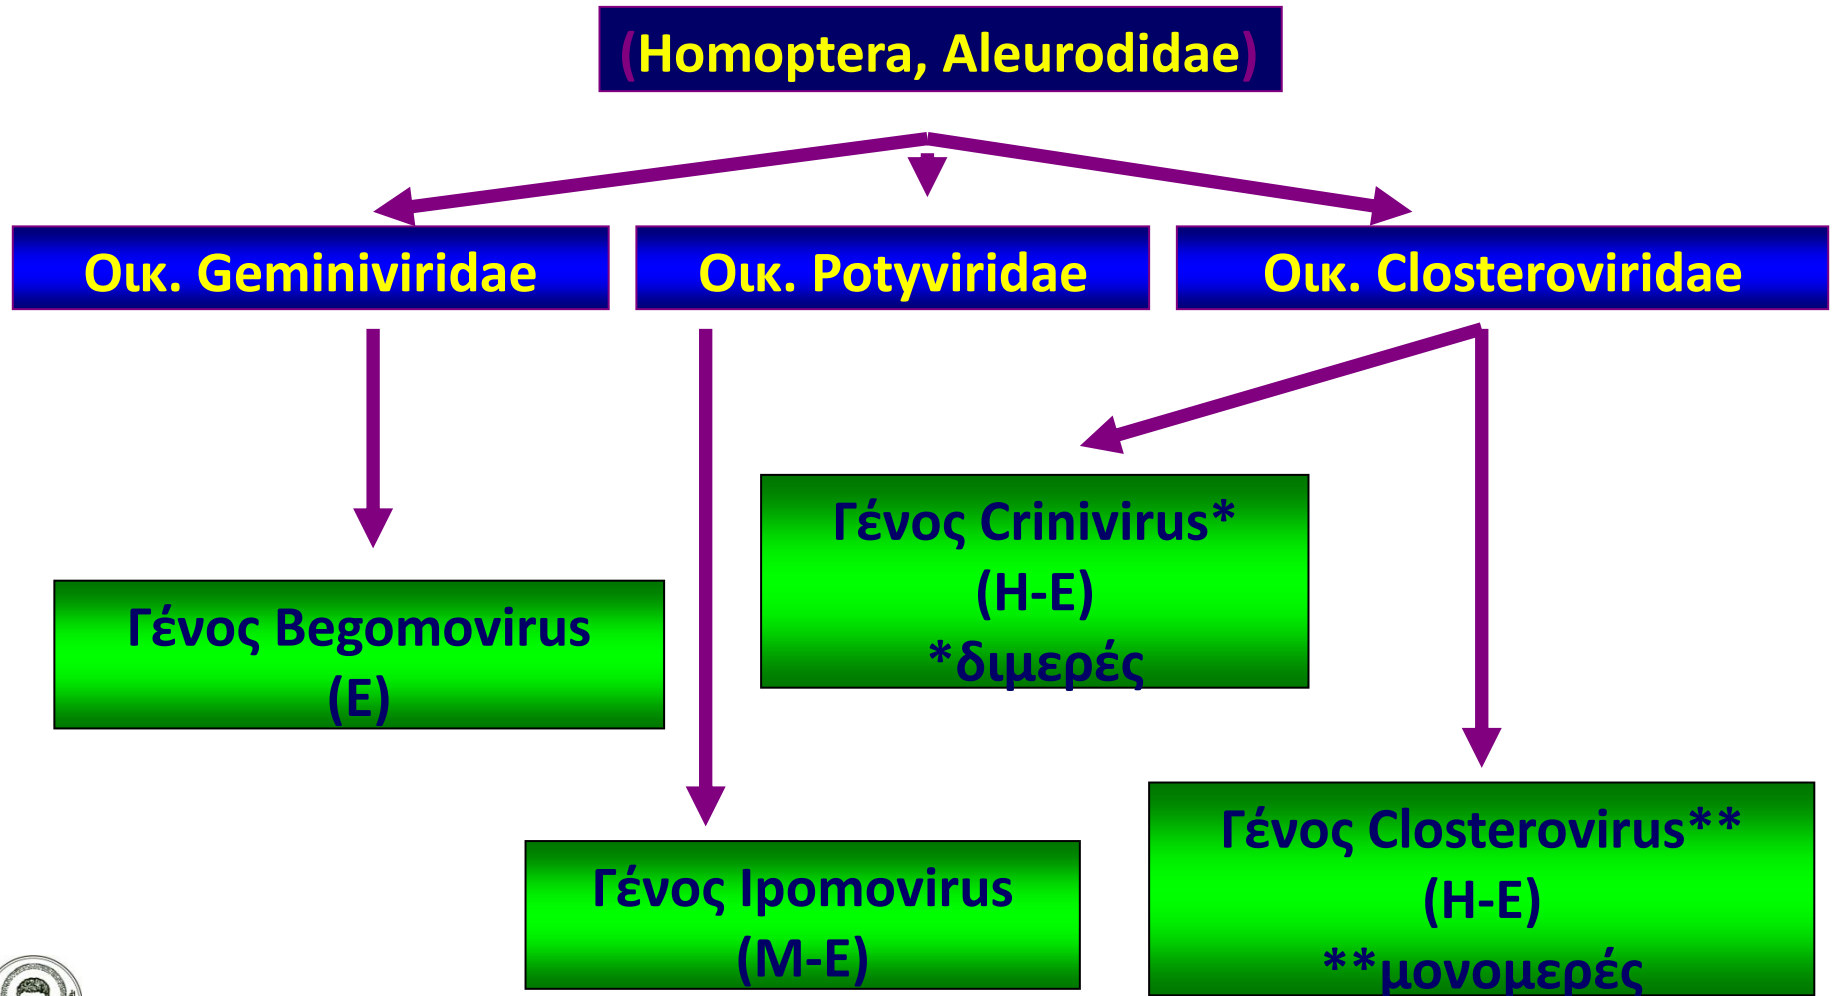 (Homoptera, Aleurodidae)
Οικ. Geminiviridae
Οικ. Potyviridae
Οικ. Closteroviridae
Γένος Crinivirus*
(Η-Ε)
*διμερές
Γένος Begomovirus
(Ε)
Γένος Closterovirus**
(Η-Ε)
**μονομερές
Γένος Ipomovirus
(Μ-Ε)